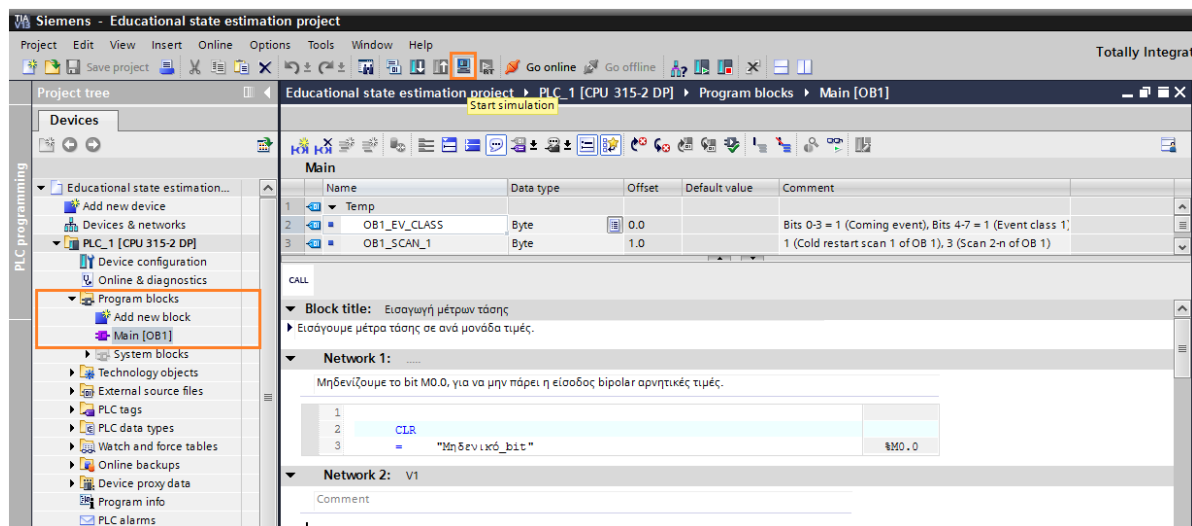 Siemens - Educational state estimation project
Project Edit View Insert Online Options Tools Window Help
Totally Integrat
Save project Go online Go offline
Project tree
Educational state estimation project ▸ PLC_1 [CPU 315-2 DP] ▸ Program blocks ▸ Main [OB1]
Start simulation
Devices
PLC programming
Main
Name Data type Offset Default value Comment
1 Temp
2 OB1_EV_CLASS Byte 0.0 Bits 0-3 = 1 (Coming event), Bits 4-7 = 1 (Event class 1)
3 OB1_SCAN_1 Byte 1.0 1 (Cold restart scan 1 of OB 1), 3 (Scan 2-n of OB 1)
Educational state estimation...
Add new device
Devices & networks
PLC_1 [CPU 315-2 DP]
Device configuration
Online & diagnostics
Program blocks
Add new block
Main [OB1]
System blocks
Technology objects
External source files
PLC tags
PLC data types
Watch and force tables
Online backups
Device proxy data
Program info
PLC alarms
CALL
Block title: Εισαγωγή μέτρων τάσης
Εισάγουμε μέτρα τάσης σε ανά μονάδα τιμές.
Network 1: .....
Μηδενίζουμε το bit M0.0, για να μην πάρει η είσοδος bipolar αρνητικές τιμές.
1
2 CLR
3 = "Μηδενικό_bit" %M0.0
Network 2: V1
Comment